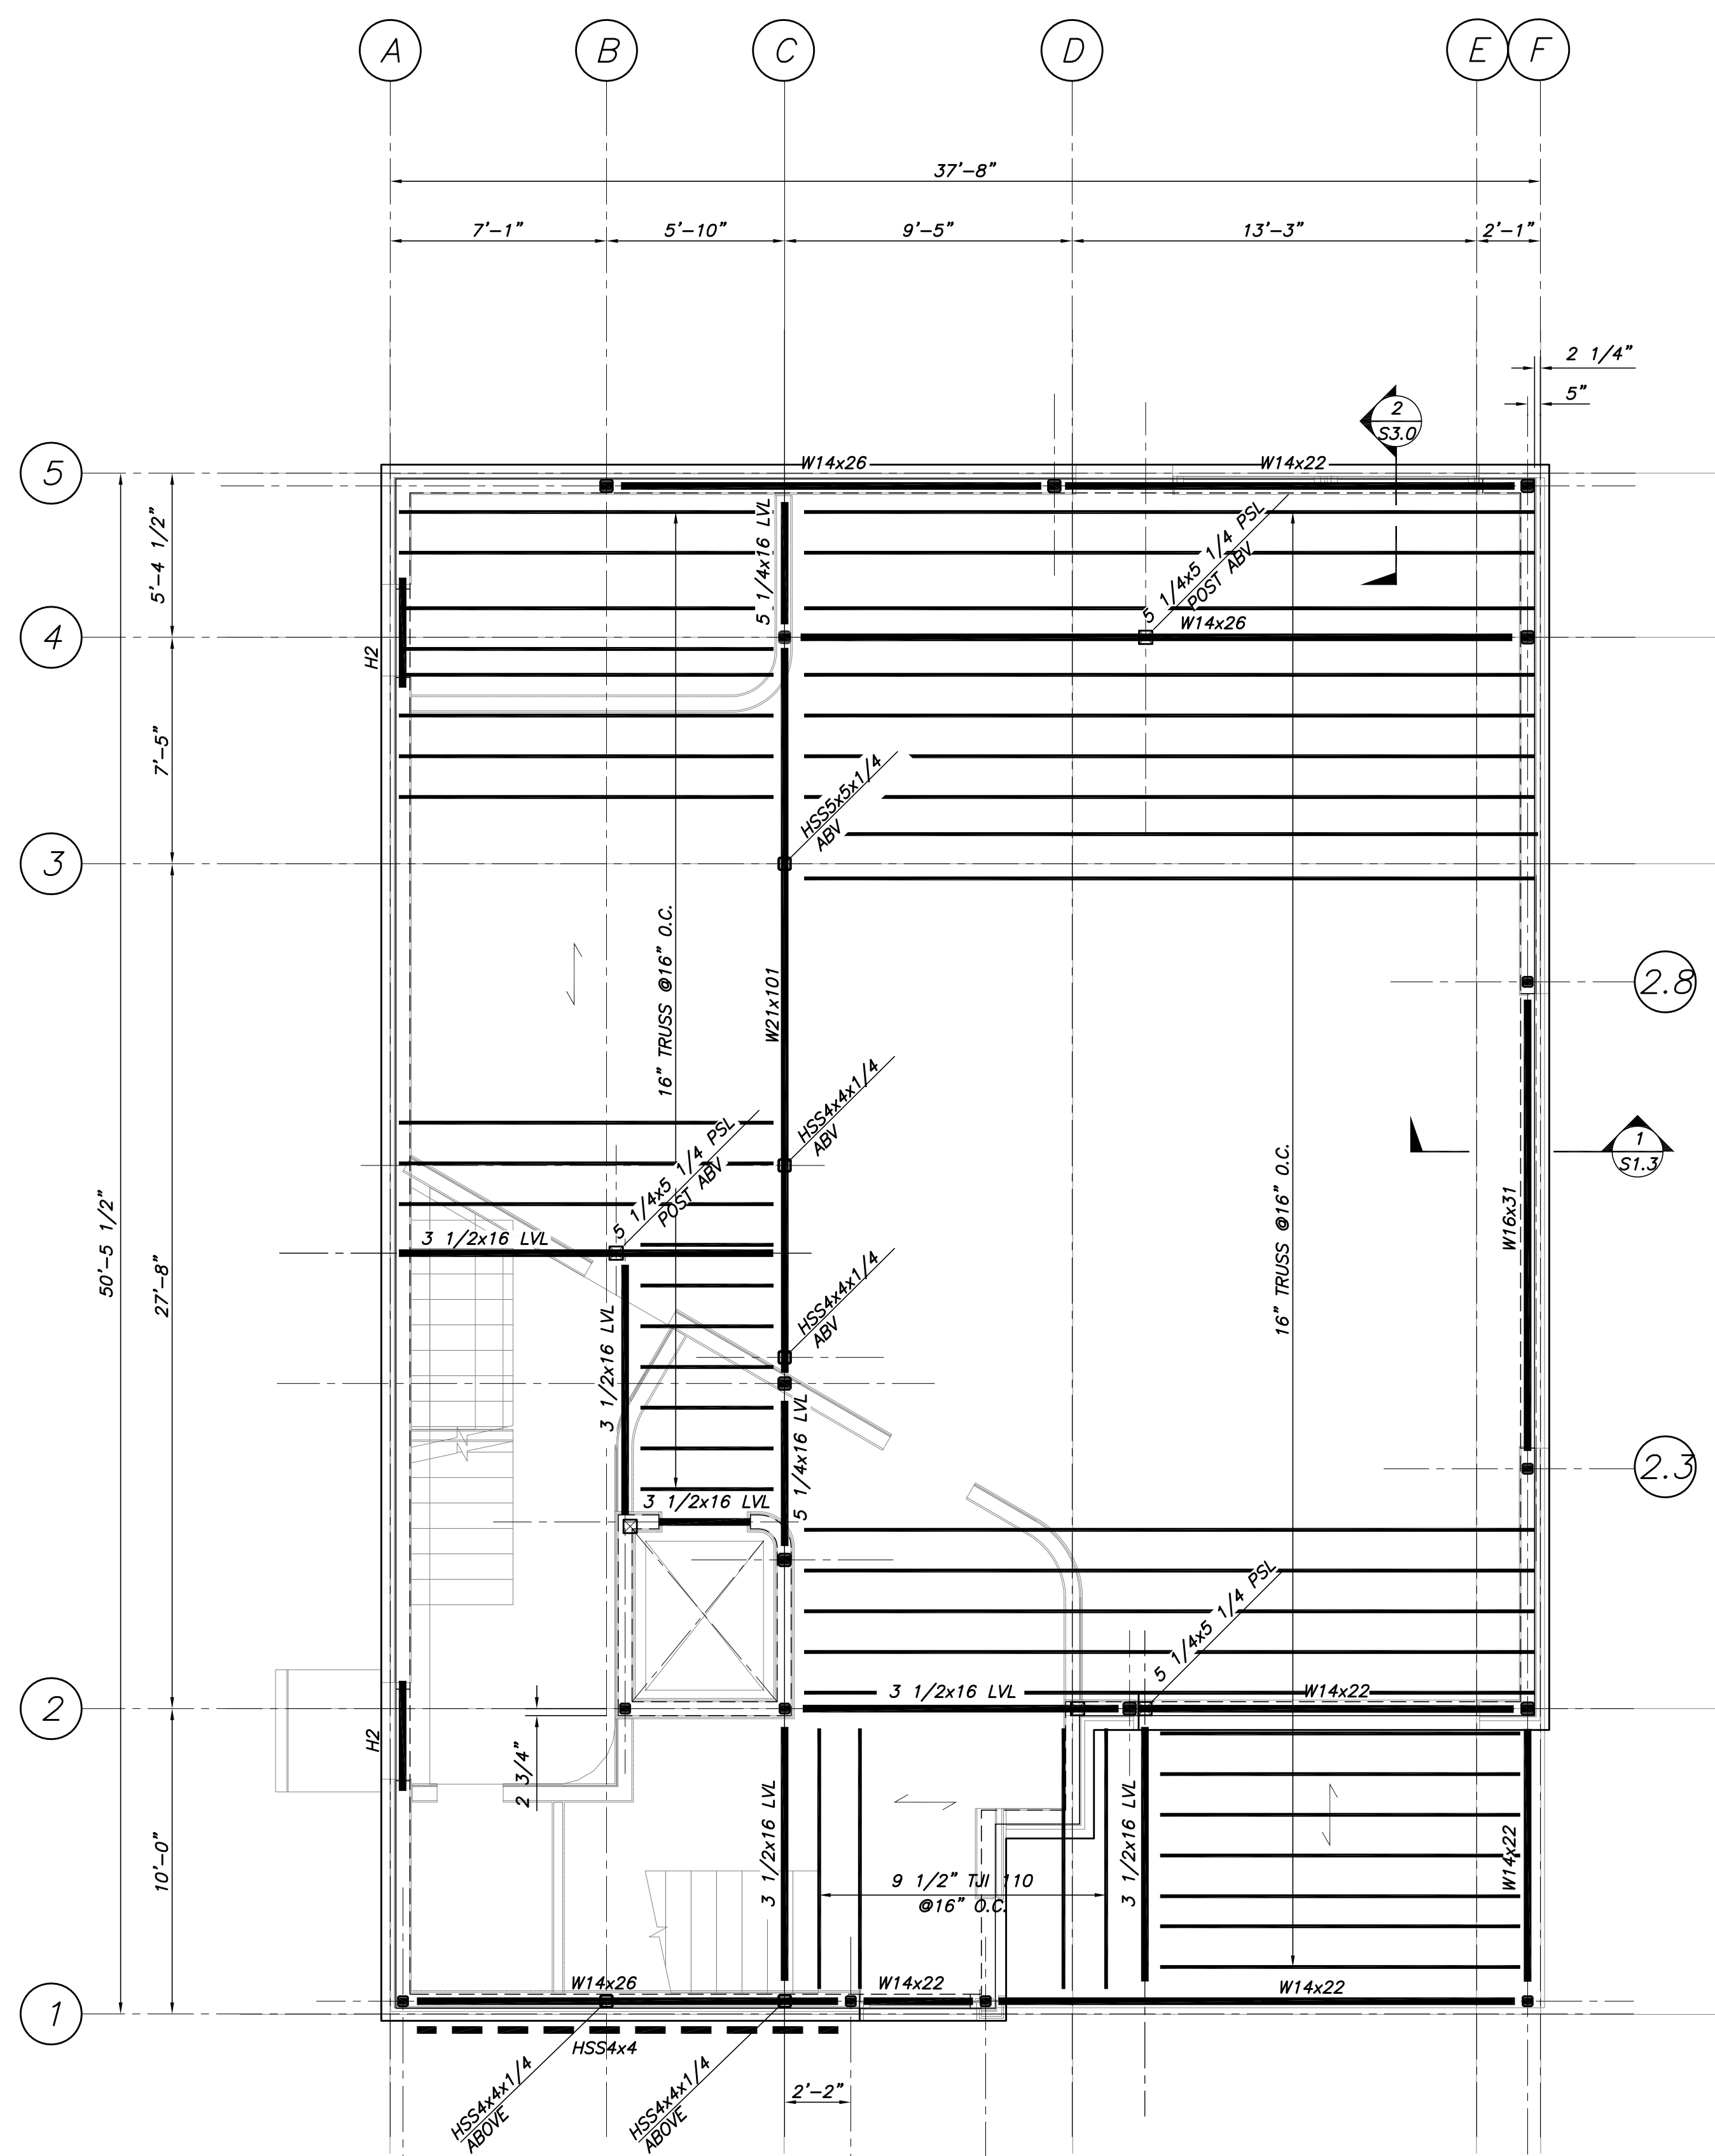 A
B
C
D
E
F
37'-8"
7'-1"
5'-10"
9'-5"
13'-3"
2'-1"
2 1/4"
5"
2
S3.0
5
W14x26
W14x22
5'-4 1/2"
5 1/4x16 LVL
5 1/4x5 1/4 PSL
POST ABV
4
W14x26
H2
7'-5"
HSS5x5x1/4
ABV
3
16" TRUSS @16" O.C.
W21x101
2.8
HSS4x4x1/4
ABV
1
S1.3
5 1/4x5 1/4 PSL
POST ABV
50'-5 1/2"
27'-8"
3 1/2x16 LVL
16" TRUSS @16" O.C.
W16x31
HSS4x4x1/4
ABV
3 1/2x16 LVL
5 1/4x16 LVL
2.3
3 1/2x16 LVL
5 1/4x5 1/4 PSL
2
3 1/2x16 LVL
W14x22
H2
2 3/4"
10'-0"
3 1/2x16 LVL
9 1/2" TJI 110
@16" O.C.
3 1/2x16 LVL
W14x22
W14x26
W14x22
W14x22
1
HSS4x4
HSS4x4x1/4
ABOVE
HSS4x4x1/4
ABOVE
2'-2"